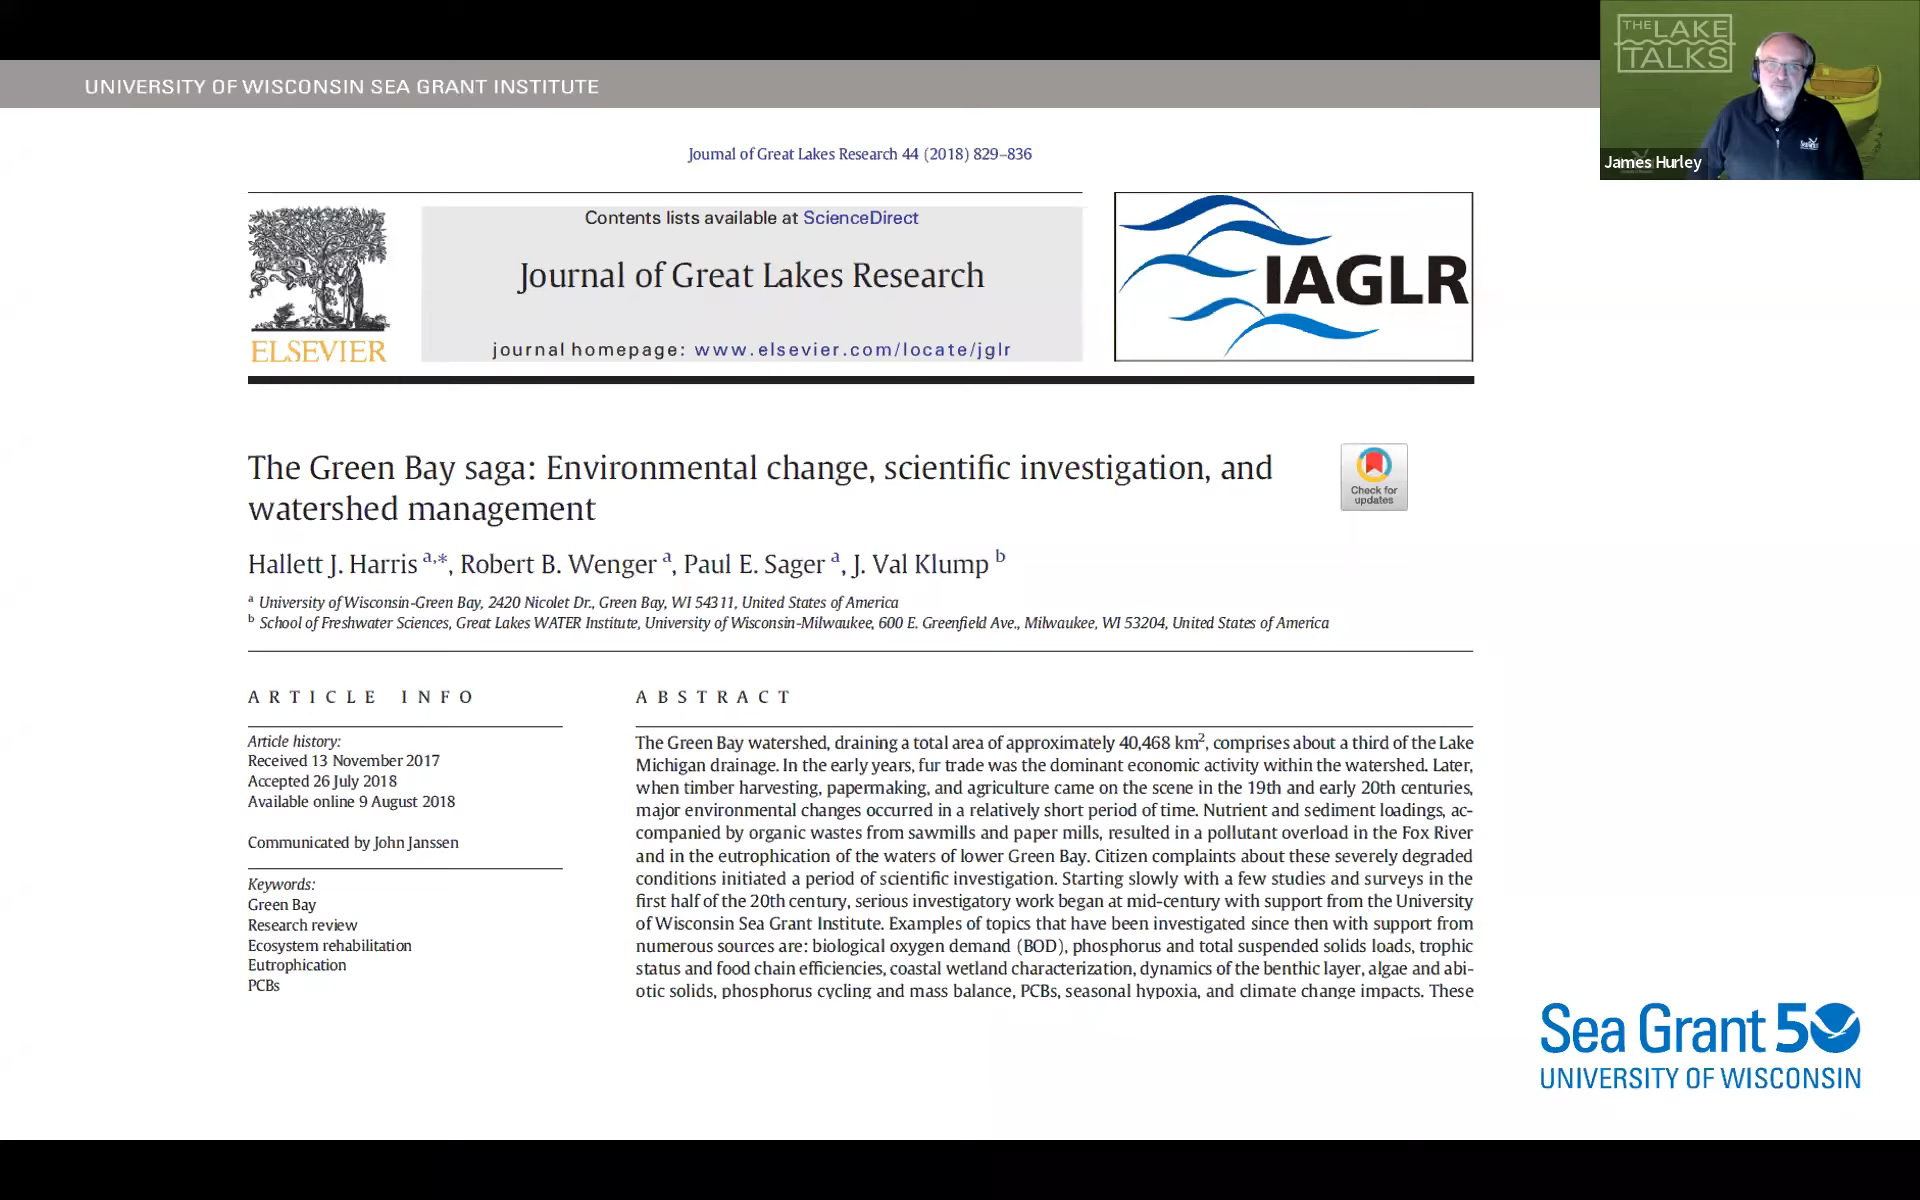 UNIVERSITY OF WISCONSIN SEA GRANT INSTITUTE
THE LAKE
TALKS
James Hurley
Journal of Great Lakes Research 44 (2018) 829–836
Contents lists available at ScienceDirect
Journal of Great Lakes Research
journal homepage: www.elsevier.com/locate/jglr
ELSEVIER
IAGLR
The Green Bay saga: Environmental change, scientific investigation, and
watershed management
Check for
updates
Hallett J. Harris a,*, Robert B. Wenger a, Paul E. Sager a, J. Val Klump b
a University of Wisconsin-Green Bay, 2420 Nicolet Dr., Green Bay, WI 54311, United States of America
b School of Freshwater Sciences, Great Lakes WATER Institute, University of Wisconsin-Milwaukee, 600 E. Greenfield Ave., Milwaukee, WI 53204, United States of America
ARTICLE INFO
Article history:
Received 13 November 2017
Accepted 26 July 2018
Available online 9 August 2018
Communicated by John Janssen
Keywords:
Green Bay
Research review
Ecosystem rehabilitation
Eutrophication
PCBs
ABSTRACT
The Green Bay watershed, draining a total area of approximately 40,468 km², comprises about a third of the Lake
Michigan drainage. In the early years, fur trade was the dominant economic activity within the watershed. Later,
when timber harvesting, papermaking, and agriculture came on the scene in the 19th and early 20th centuries,
major environmental changes occurred in a relatively short period of time. Nutrient and sediment loadings, ac-
companied by organic wastes from sawmills and paper mills, resulted in a pollutant overload in the Fox River
and in the eutrophication of the waters of lower Green Bay. Citizen complaints about these severely degraded
conditions initiated a period of scientific investigation. Starting slowly with a few studies and surveys in the
first half of the 20th century, serious investigatory work began at mid-century with support from the University
of Wisconsin Sea Grant Institute. Examples of topics that have been investigated since then with support from
numerous sources are: biological oxygen demand (BOD), phosphorus and total suspended solids loads, trophic
status and food chain efficiencies, coastal wetland characterization, dynamics of the benthic layer, algae and abi-
otic solids, phosphorus cycling and mass balance, PCBs, seasonal hypoxia, and climate change impacts. These
Sea Grant 50
UNIVERSITY OF WISCONSIN